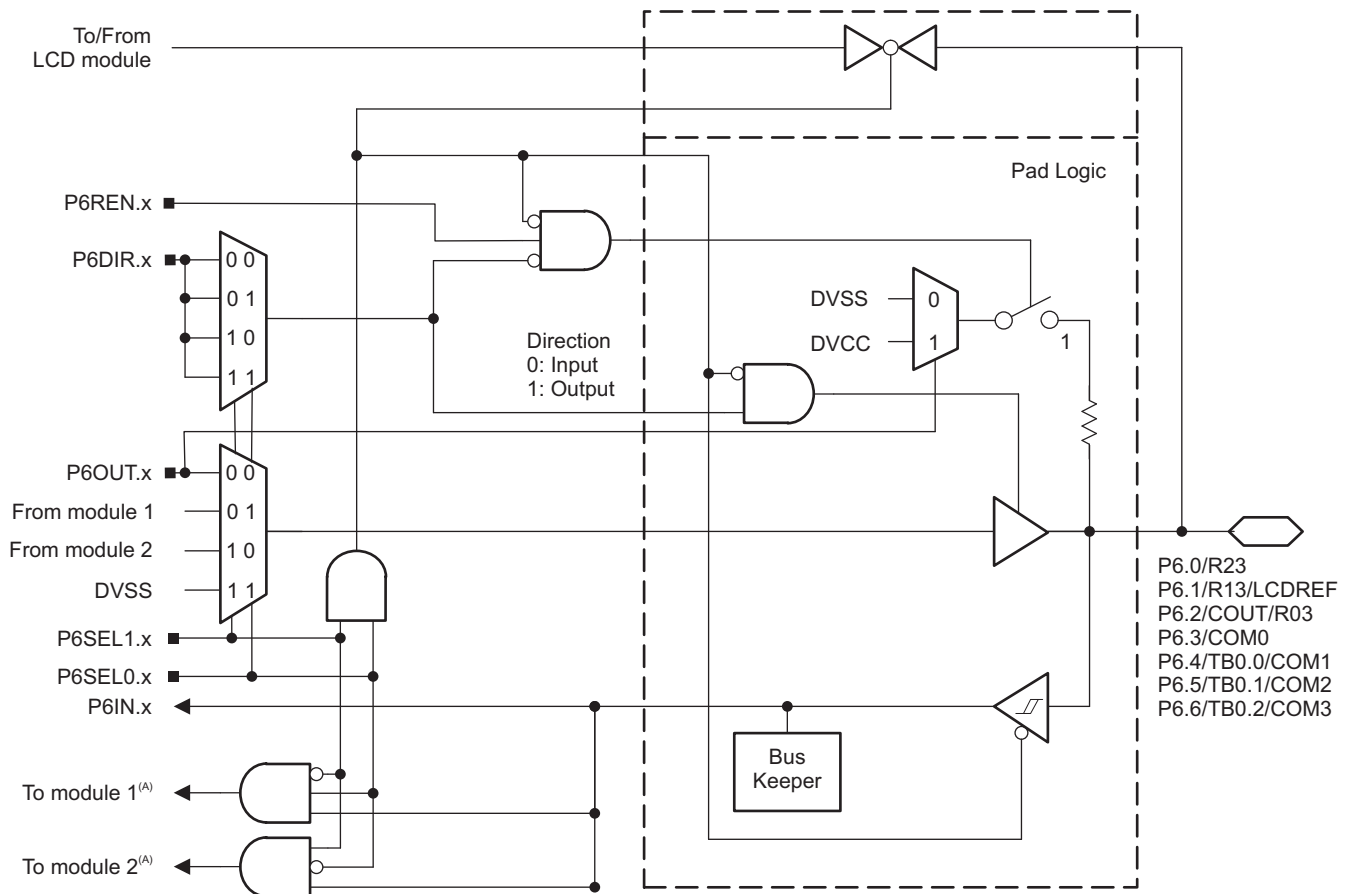 To/From
LCD module
Pad Logic
P6REN.x
P6DIR.x
0 0
0 1
1 0
1 1
Direction
0: Input
1: Output
DVSS
0
DVCC
1
1
P6OUT.x
0 0
From module 1
0 1
From module 2
1 0
DVSS
1 1
P6SEL1.x
P6SEL0.x
P6IN.x
Bus
Keeper
To module 1(A)
To module 2(A)
P6.0/R23
P6.1/R13/LCDREF
P6.2/COUT/R03
P6.3/COM0
P6.4/TB0.0/COM1
P6.5/TB0.1/COM2
P6.6/TB0.2/COM3